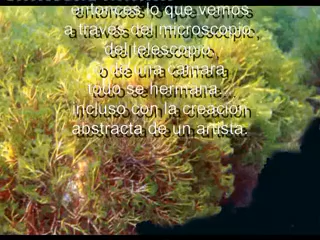 entonces lo que vemos
a través del microscopio,
del telescopio
o de una cámara
todo se hermana...
incluso con la creación
abstracta de un artista.